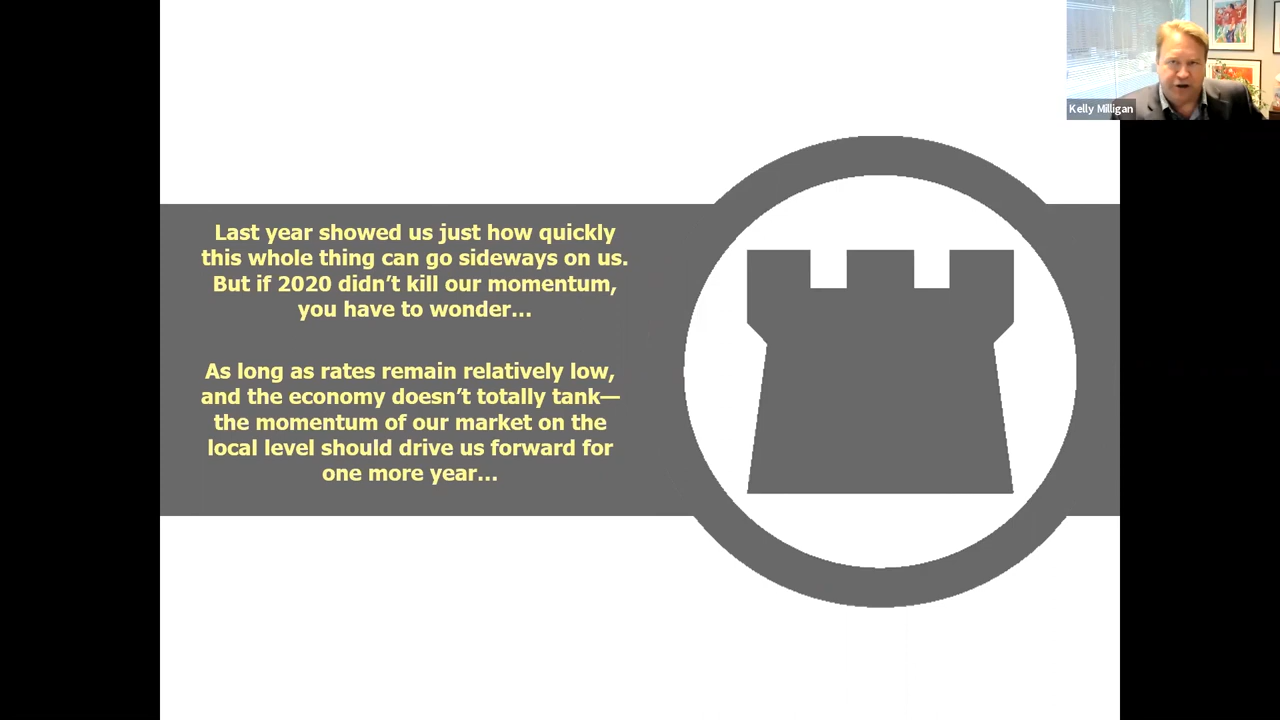 Kelly Milligan
Last year showed us just how quickly
this whole thing can go sideways on us.
But if 2020 didn’t kill our momentum,
you have to wonder…
As long as rates remain relatively low,
and the economy doesn’t totally tank—
the momentum of our market on the
local level should drive us forward for
one more year…